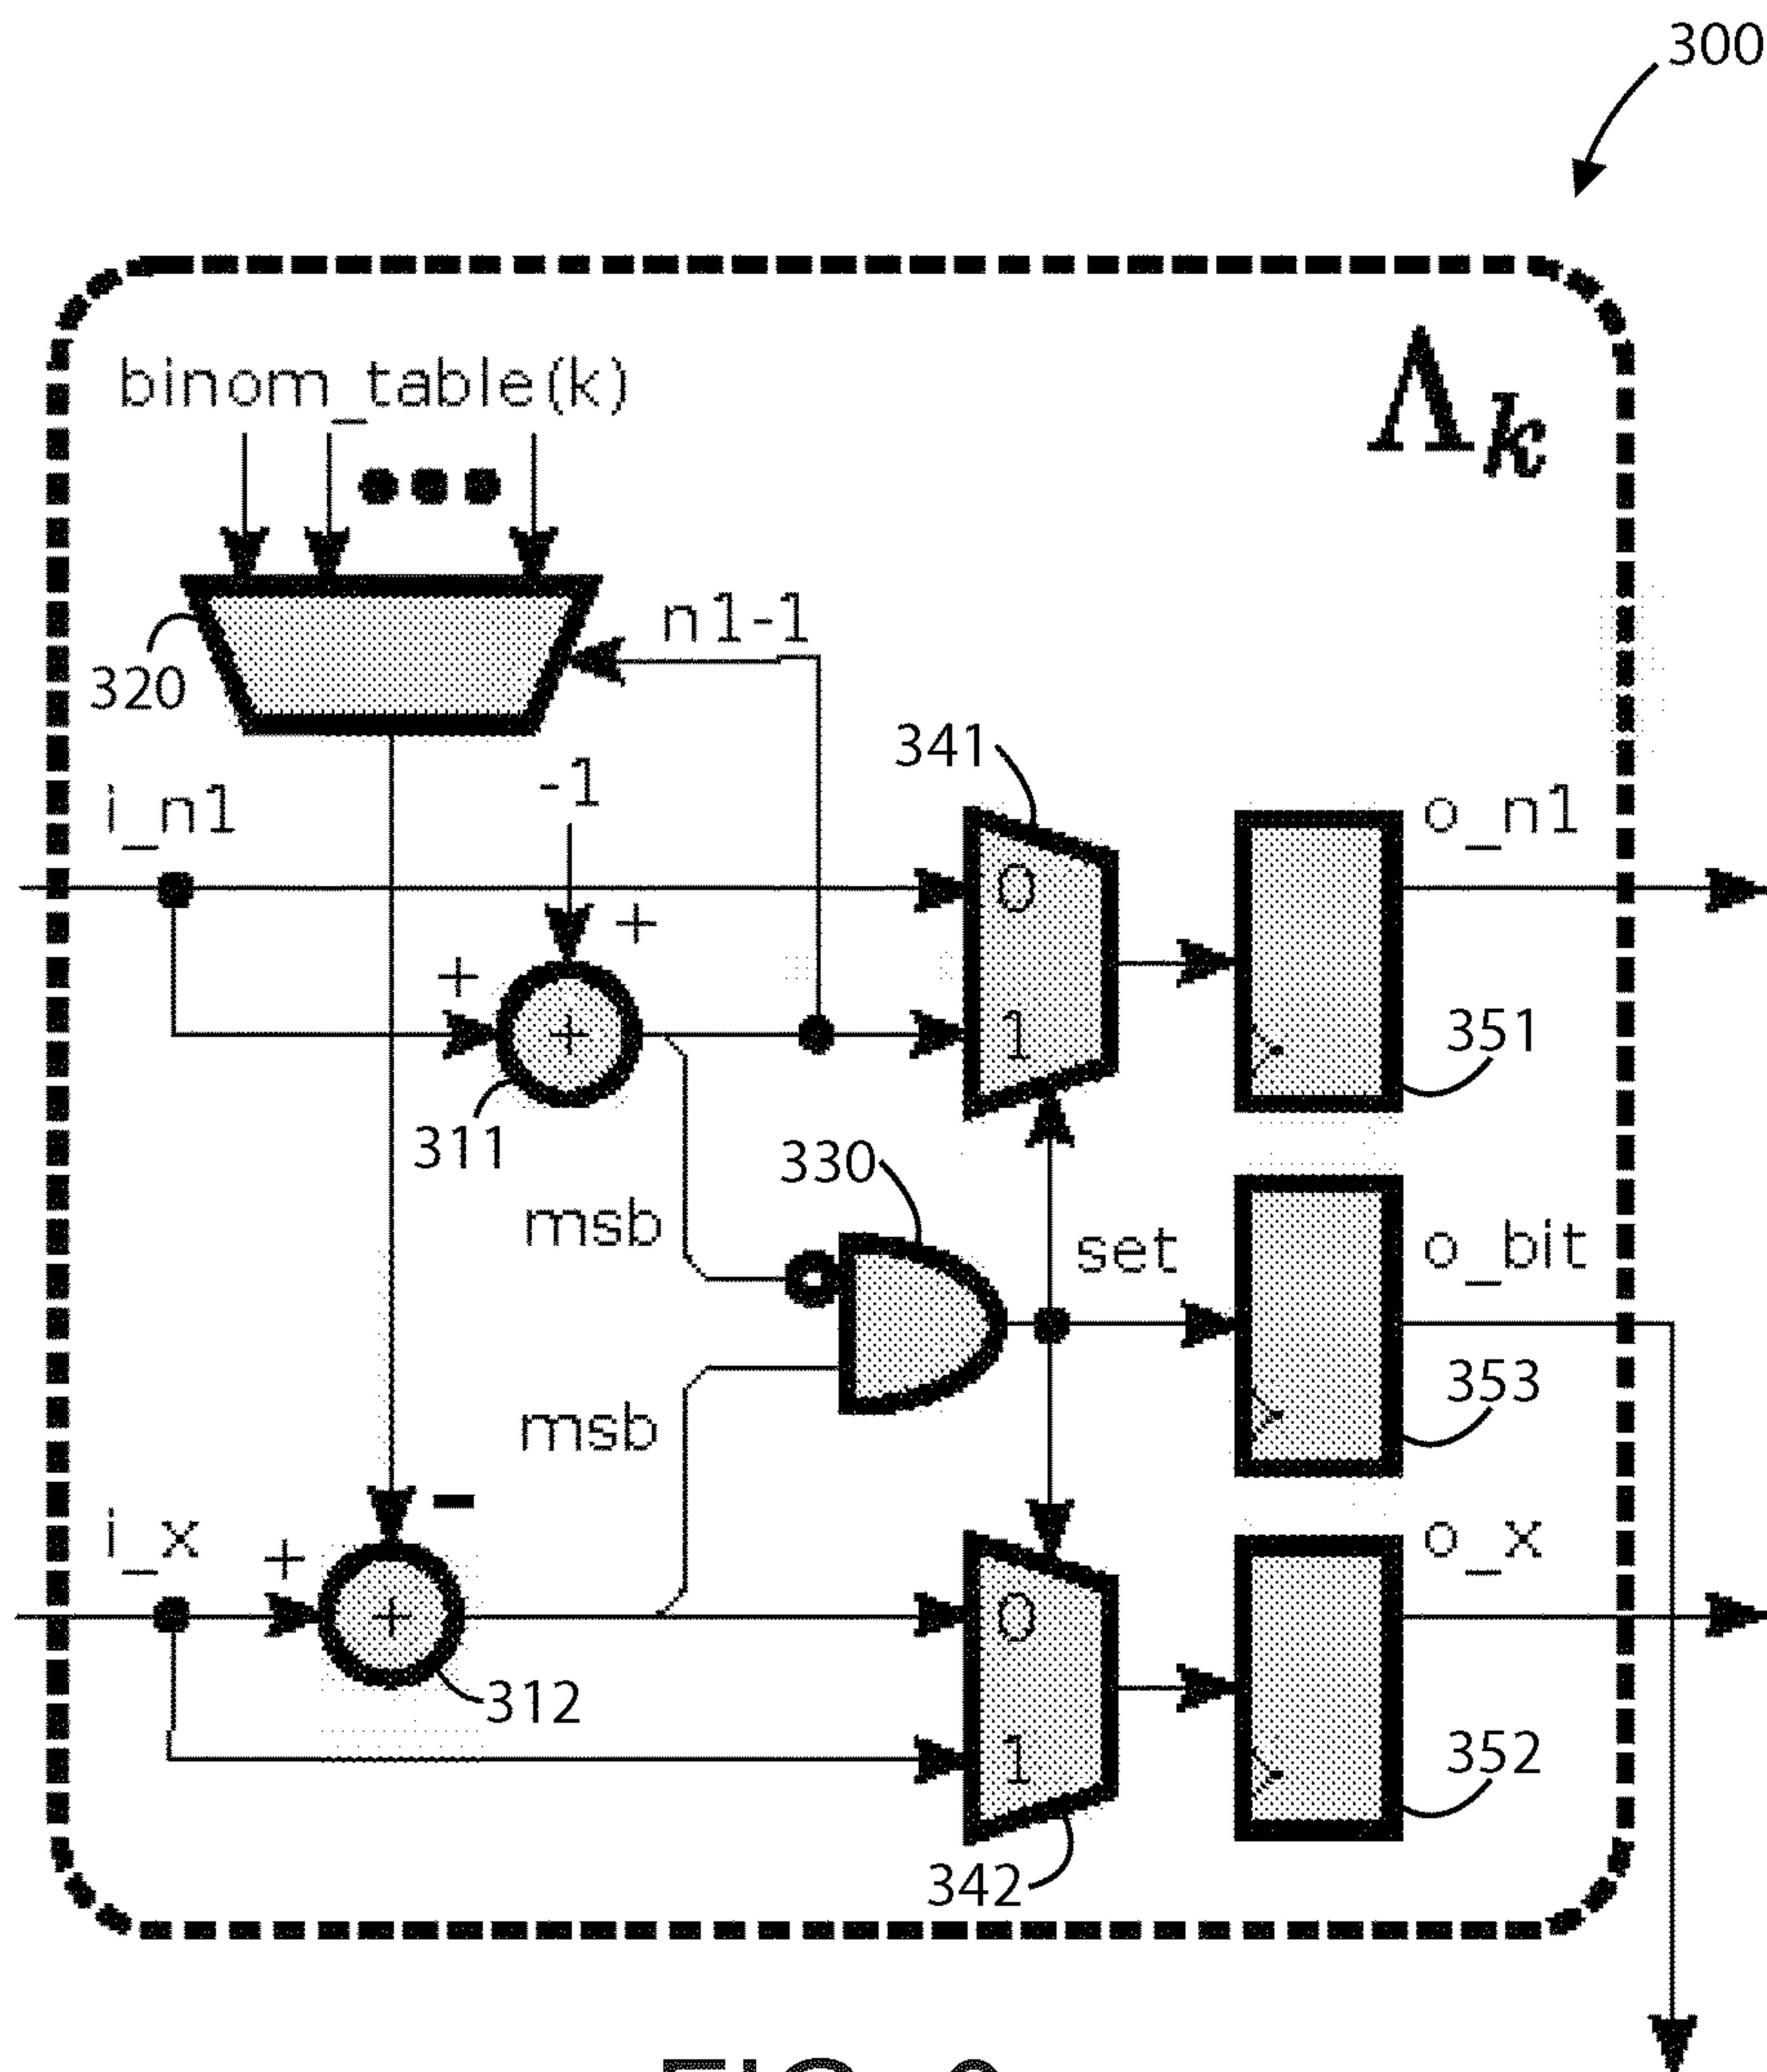 300
binom_table(k)
Λk
n1-1
320
341
-1
i_n1
o_n1
+
+
0
+
1
351
311
330
msb
set
o_bit
msb
353
-
i_x
+
o_x
+
0
312
1
352
342